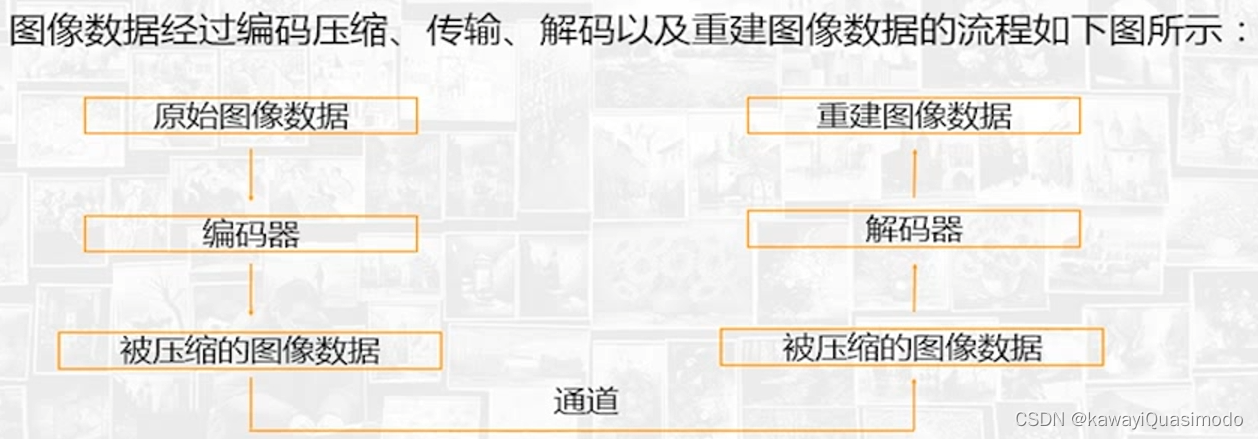 图像数据经过编码压缩、传输、解码以及重建图像数据的流程如下图所示：
原始图像数据
编码器
被压缩的图像数据
通道
被压缩的图像数据
解码器
重建图像数据
CSDN @kawayiQuasimodo